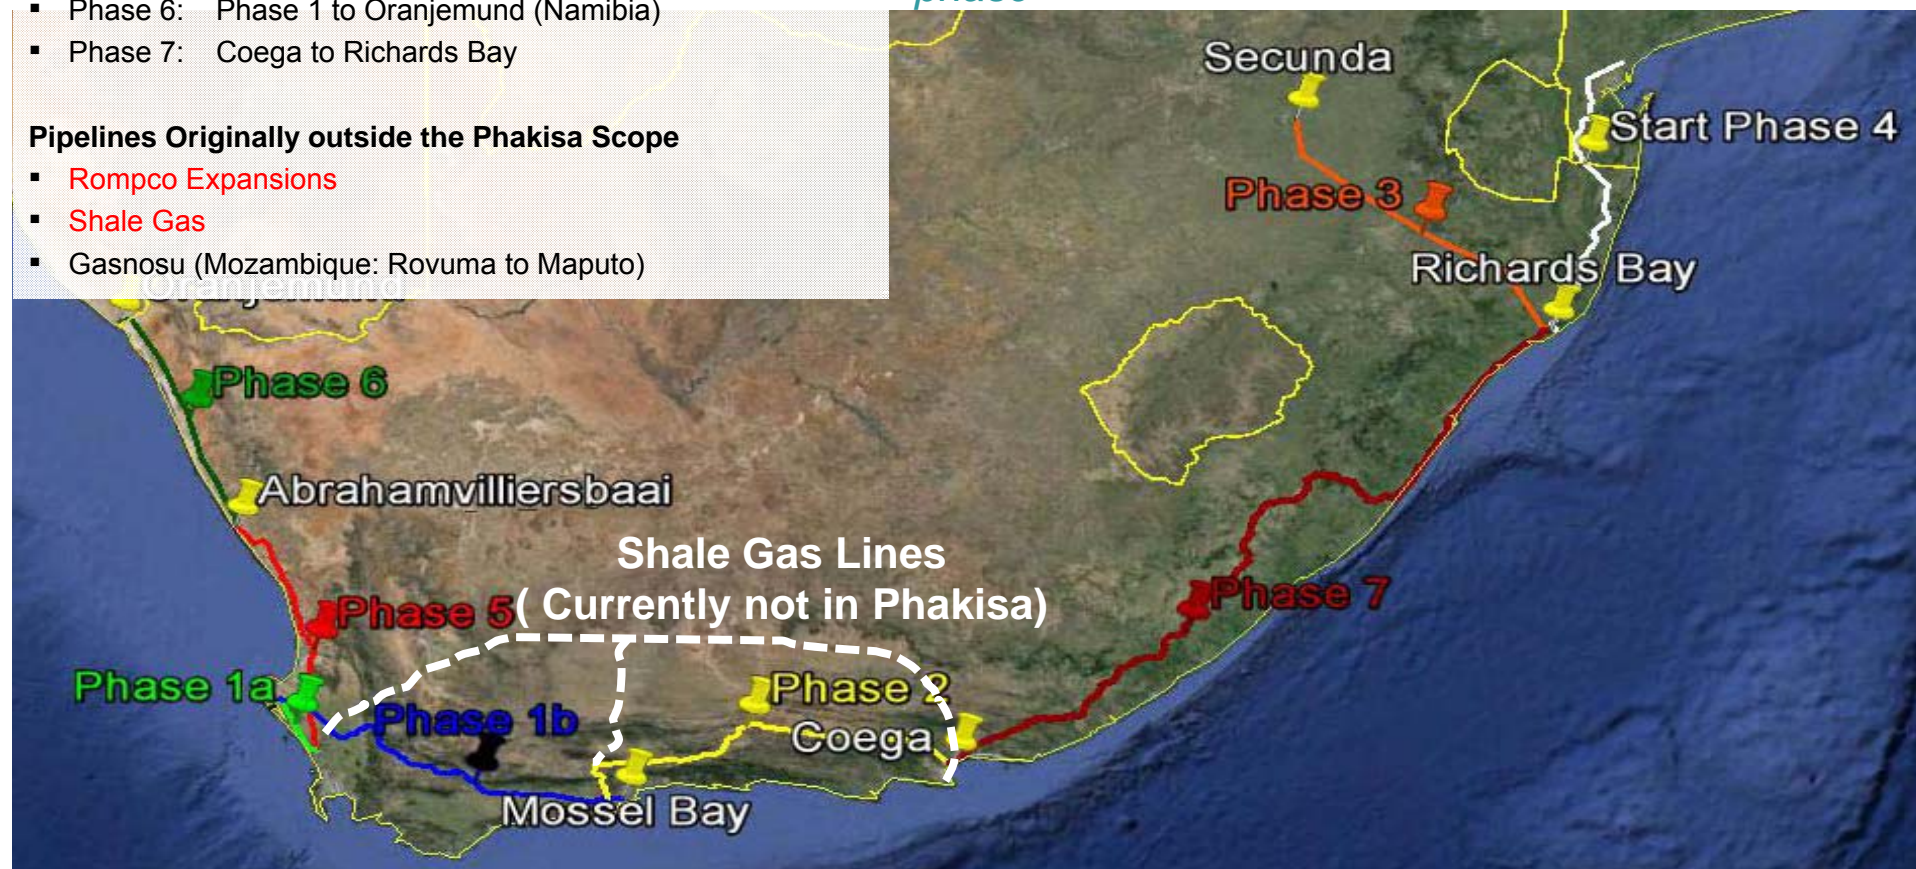 ▪ Phase 6: Phase 1 to Oranjemund (Namibia)
phase
▪ Phase 7: Coega to Richards Bay
Pipelines Originally outside the Phakisa Scope
▪ Rompco Expansions
▪ Shale Gas
▪ Gasnosu (Mozambique: Rovuma to Maputo)
Secunda
Start Phase 4
Phase 3
Richards Bay
Oranjemund
Phase 6
Abrahamvilliersbaai
Shale Gas Lines
( Currently not in Phakisa)
Phase 5
Phase 7
Phase 1a
Phase 2
Phase 1b
Coega
Mossel Bay